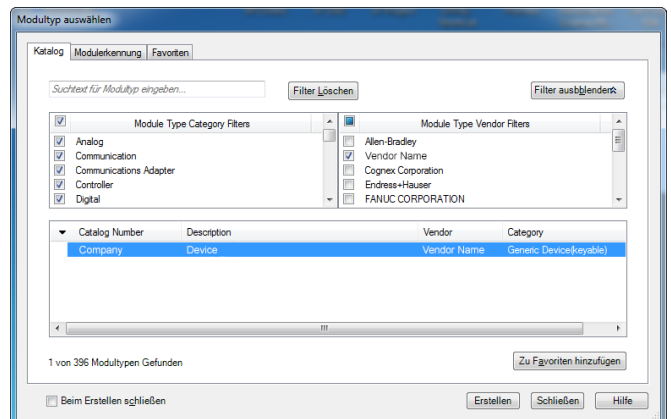 Modultyp auswählen
Katalog Modulerkennung Favoriten
Suchtext für Modultyp eingeben...
Filter Löschen
Filter ausbblenden
Module Type Category Filters
Analog
Communication
Communications Adapter
Controller
Digital
Module Type Vendor Filters
Allen-Bradley
Vendor Name
Cognex Corporation
Endress+Hauser
FANUC CORPORATION
Catalog Number Description Vendor Category
Company Device Vendor Name Generic Device(keyable)
1 von 396 Modultypen Gefunden
Zu Favoriten hinzufügen
Beim Erstellen schließen
Erstellen Schließen Hilfe